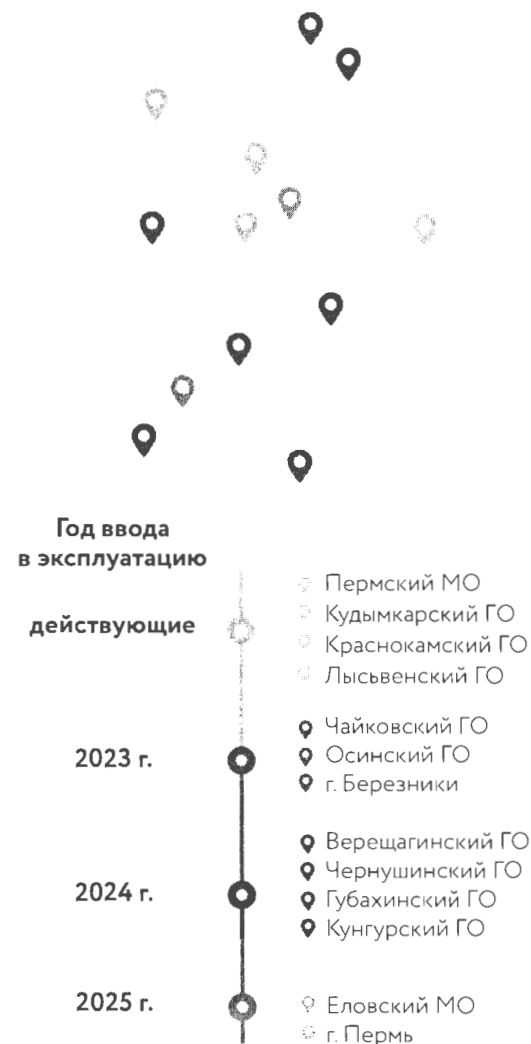 Год ввода
в эксплуатацию
действующие
Пермский МО
Кудымкарский ГО
Краснокамский ГО
Лысьвенский ГО
2023 г.
Чайковский ГО
Осинский ГО
г. Березники
2024 г.
Верещагинский ГО
Чернушинский ГО
Губахинский ГО
Кунгурский ГО
2025 г.
Еловский МО
г. Пермь